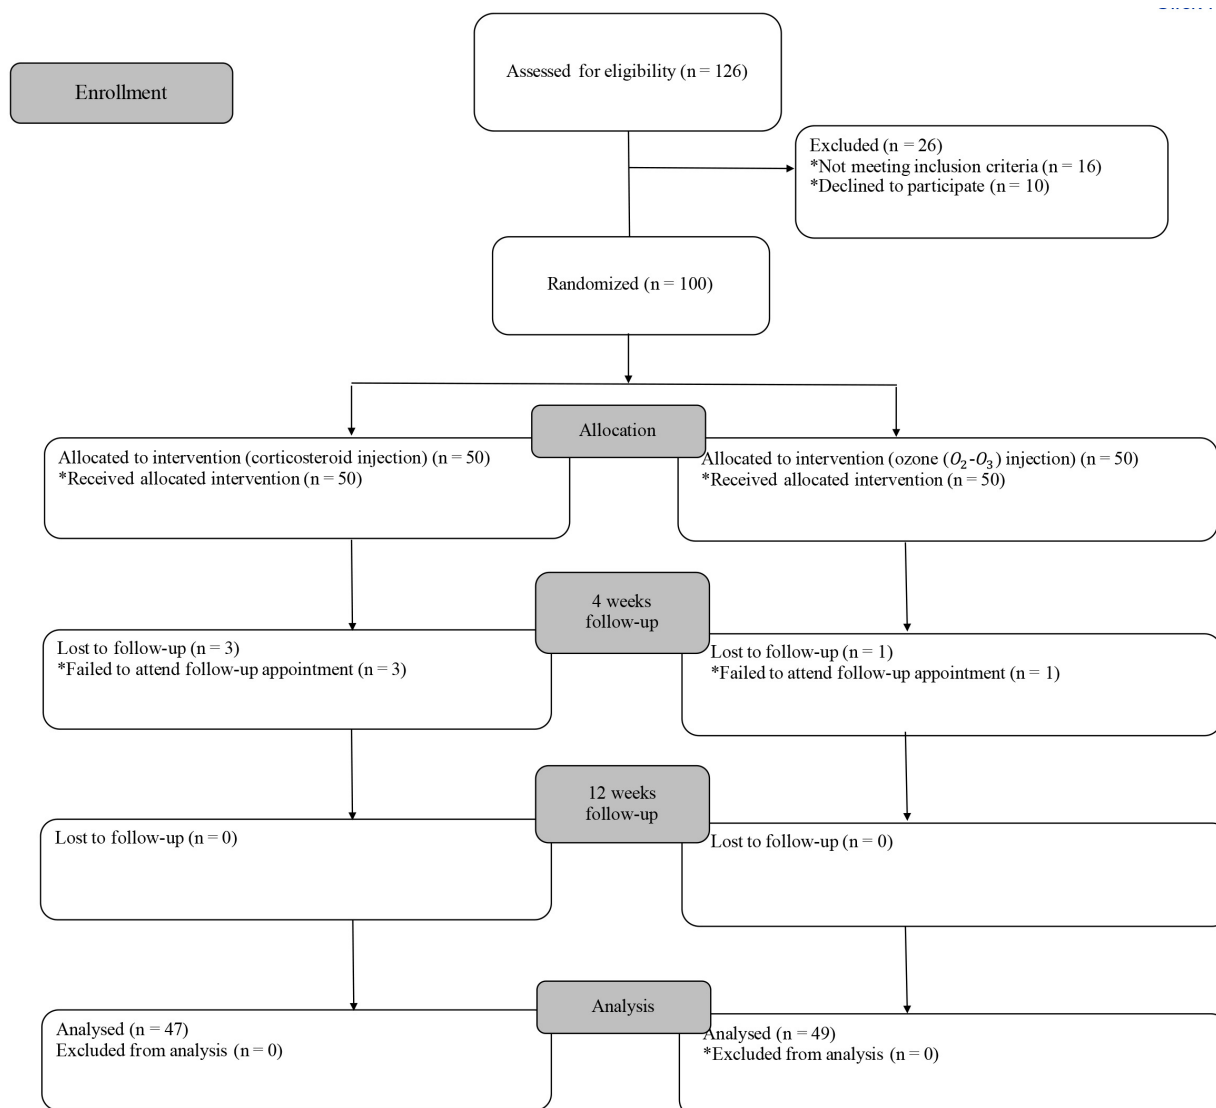 Assessed for eligibility (n = 126)
Enrollment
Excluded (n = 26)
*Not meeting inclusion criteria (n = 16)
*Declined to participate (n = 10)
Randomized (n = 100)
Allocation
Allocated to intervention (corticosteroid injection) (n = 50)
*Received allocated intervention (n = 50)
Allocated to intervention (ozone (O₂-O₃) injection) (n = 50)
*Received allocated intervention (n = 50)
4 weeks
follow-up
Lost to follow-up (n = 3)
*Failed to attend follow-up appointment (n = 3)
Lost to follow-up (n = 1)
*Failed to attend follow-up appointment (n = 1)
12 weeks
follow-up
Lost to follow-up (n = 0)
Lost to follow-up (n = 0)
Analysis
Analysed (n = 47)
Excluded from analysis (n = 0)
Analysed (n = 49)
*Excluded from analysis (n = 0)